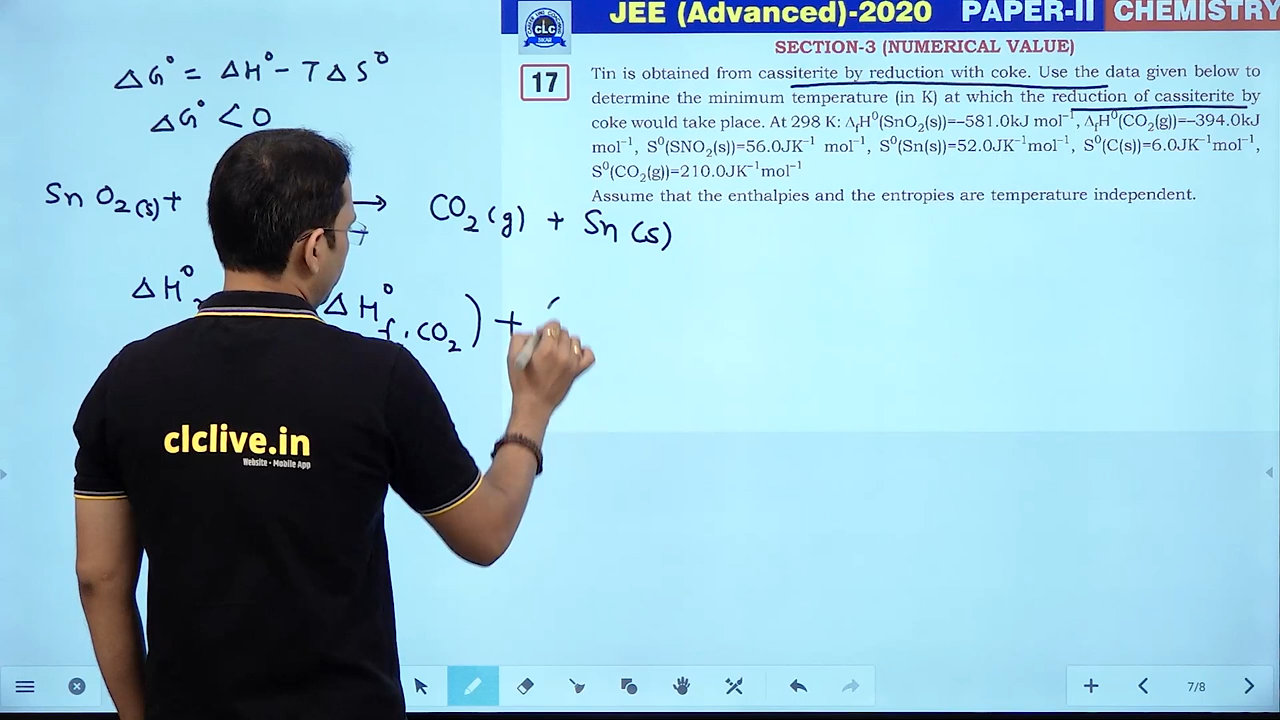 JEE (Advanced)-2020 PAPER-II CHEMISTRY
CLC
SIKAR
SECTION-3 (NUMERICAL VALUE)
17
Tin is obtained from cassiterite by reduction with coke. Use the data given below to
determine the minimum temperature (in K) at which the reduction of cassiterite by
coke would take place. At 298 K: Δ_fH⁰(SnO₂(s))=–581.0kJ mol⁻¹, Δ_fH⁰(CO₂(g))=–394.0kJ
mol⁻¹, S⁰(SNO₂(s))=56.0JK⁻¹ mol⁻¹, S⁰(Sn(s))=52.0JK⁻¹mol⁻¹, S⁰(C(s))=6.0JK⁻¹mol⁻¹,
S⁰(CO₂(g))=210.0JK⁻¹mol⁻¹
Assume that the enthalpies and the entropies are temperature independent.
ΔG° = ΔH° - TΔS°
ΔG° < 0
SnO₂(s) + → CO₂(g) + Sn(s)
ΔH° ΔH°f.CO₂) + (
clclive.in
Website • Mobile App
7/8